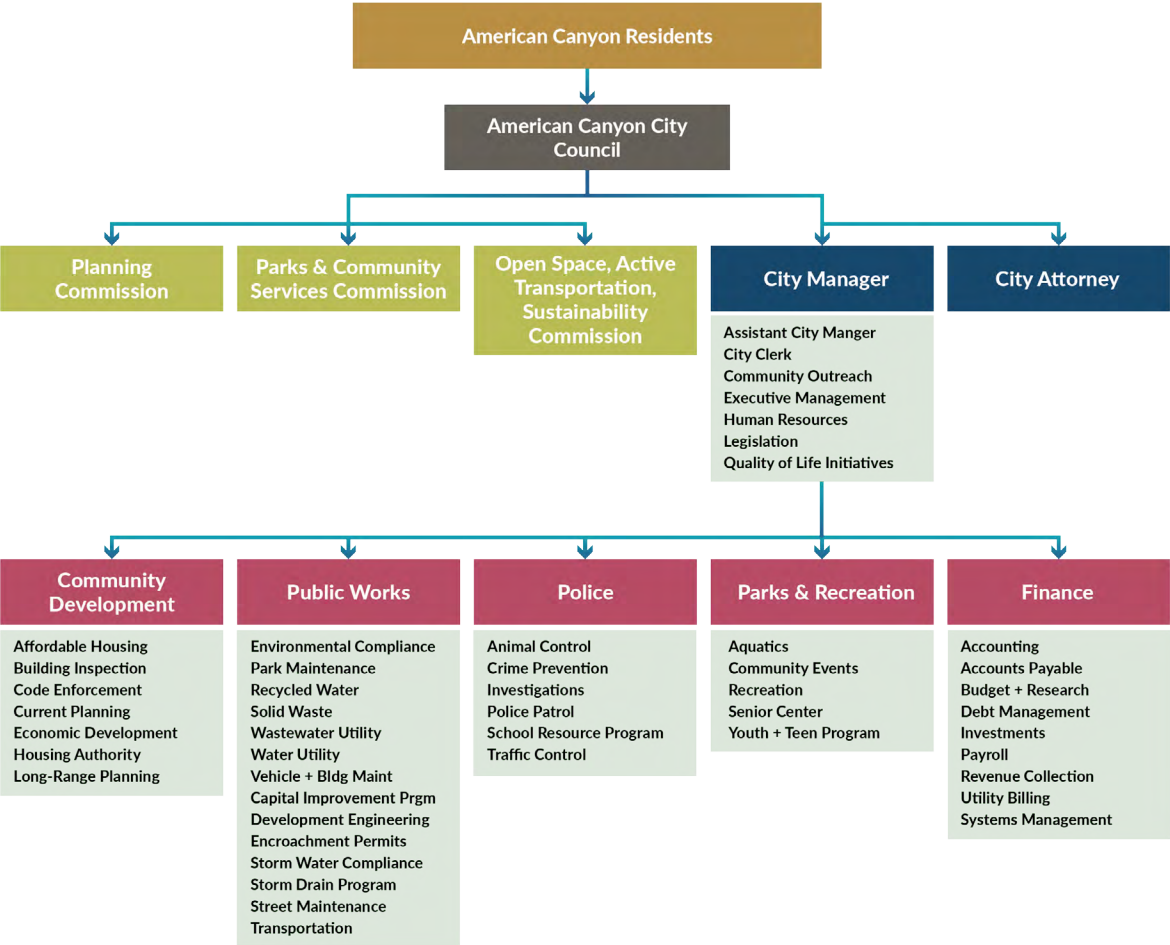 American Canyon Residents
American Canyon City
Council
Planning
Commission
Parks & Community
Services Commission
Open Space, Active
Transportation,
Sustainability
Commission
City Manager
City Attorney
Assistant City Manger
City Clerk
Community Outreach
Executive Management
Human Resources
Legislation
Quality of Life Initiatives
Community
Development
Affordable Housing
Building Inspection
Code Enforcement
Current Planning
Economic Development
Housing Authority
Long-Range Planning
Public Works
Environmental Compliance
Park Maintenance
Recycled Water
Solid Waste
Wastewater Utility
Water Utility
Vehicle + Bldg Maint
Capital Improvement Prgm
Development Engineering
Encroachment Permits
Storm Water Compliance
Storm Drain Program
Street Maintenance
Transportation
Police
Animal Control
Crime Prevention
Investigations
Police Patrol
School Resource Program
Traffic Control
Parks & Recreation
Aquatics
Community Events
Recreation
Senior Center
Youth + Teen Program
Finance
Accounting
Accounts Payable
Budget + Research
Debt Management
Investments
Payroll
Revenue Collection
Utility Billing
Systems Management